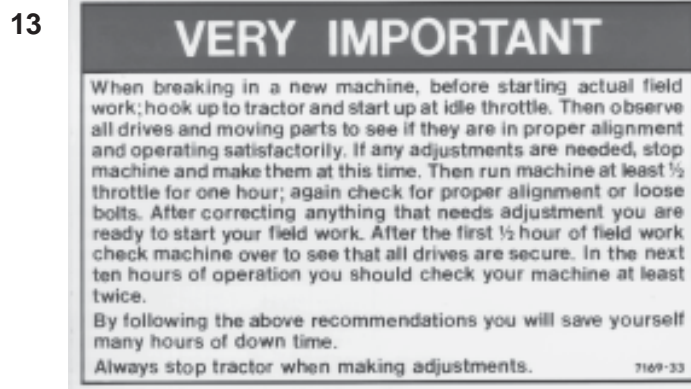 13
VERY IMPORTANT
When breaking in a new machine, before starting actual field
work; hook up to tractor and start up at idle throttle. Then observe
all drives and moving parts to see if they are in proper alignment
and operating satisfactorily. If any adjustments are needed, stop
machine and make them at this time. Then run machine at least ½
throttle for one hour; again check for proper alignment or loose
bolts. After correcting anything that needs adjustment you are
ready to start your field work. After the first ½ hour of field work
check machine over to see that all drives are secure. In the next
ten hours of operation you should check your machine at least
twice.
By following the above recommendations you will save yourself
many hours of down time.
Always stop tractor when making adjustments. 7169-33